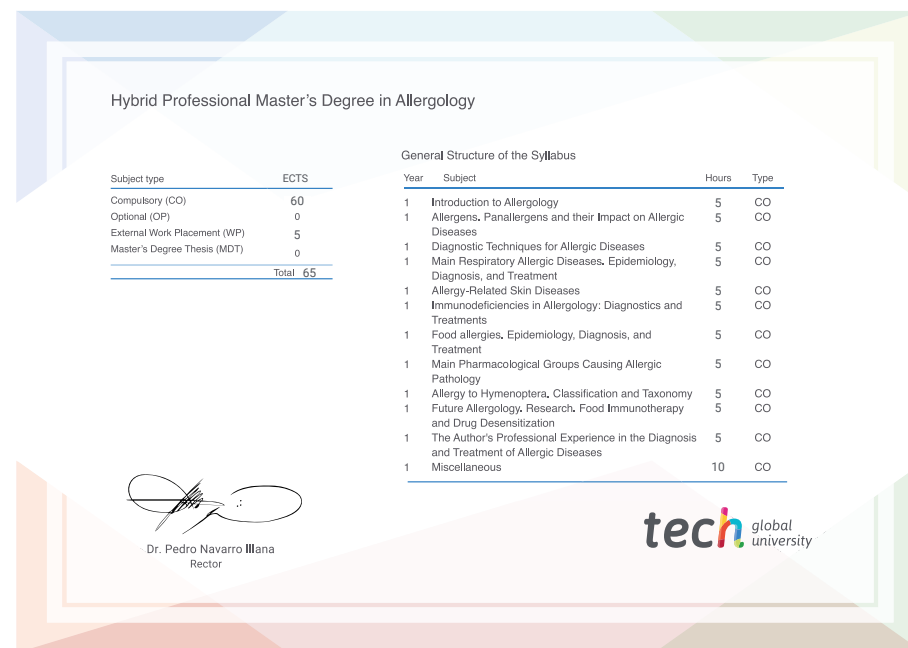 Hybrid Professional Master's Degree in Allergology
Subject type ECTS
Compulsory (CO) 60
Optional (OP) 0
External Work Placement (WP) 5
Master's Degree Thesis (MDT) 0
Total 65
General Structure of the Syllabus
Year Subject Hours Type
1 Introduction to Allergology 5 CO
1 Allergens. Panallergens and their Impact on Allergic 5 CO
Diseases
1 Diagnostic Techniques for Allergic Diseases 5 CO
1 Main Respiratory Allergic Diseases. Epidemiology, 5 CO
Diagnosis, and Treatment
1 Allergy-Related Skin Diseases 5 CO
1 Immunodeficiencies in Allergology: Diagnostics and 5 CO
Treatments
1 Food allergies. Epidemiology, Diagnosis, and 5 CO
Treatment
1 Main Pharmacological Groups Causing Allergic 5 CO
Pathology
1 Allergy to Hymenoptera. Classification and Taxonomy 5 CO
1 Future Allergology. Research. Food Immunotherapy 5 CO
and Drug Desensitization
1 The Author's Professional Experience in the Diagnosis 5 CO
and Treatment of Allergic Diseases
1 Miscellaneous 10 CO
Dr. Pedro Navarro Illana
Rector
tech global
university